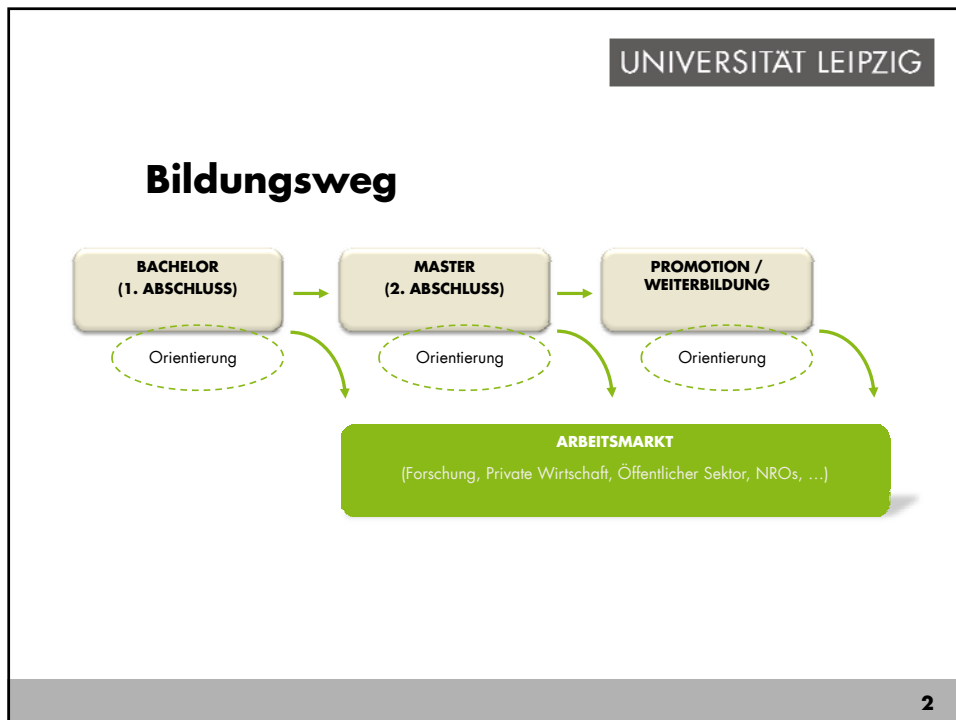 UNIVERSITÄT LEIPZIG
Bildungsweg
BACHELOR
(1. ABSCHLUSS)
MASTER
(2. ABSCHLUSS)
PROMOTION /
WEITERBILDUNG
Orientierung
Orientierung
Orientierung
ARBEITSMARKT
(Forschung, Private Wirtschaft, Öffentlicher Sektor, NROs, ...)
2